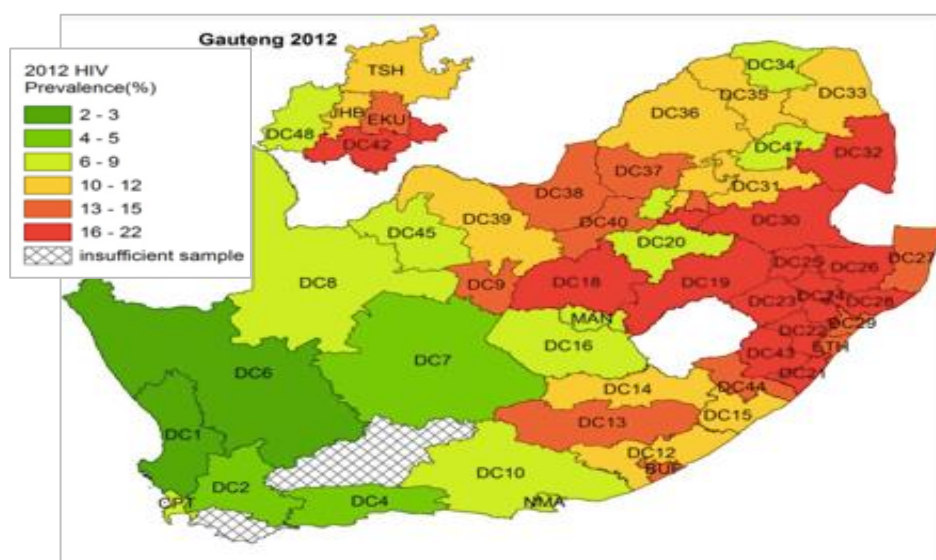 Gauteng 2012
2012 HIV
Prevalence(%)
2 - 3
4 - 5
6 - 9
10 - 12
13 - 15
16 - 22
insufficient sample
TSH
JHB
EKU
DC48
DC42
DC34
DC35
DC33
DC36
DC47
DC32
DC37
DC31
DC38
DC39
DC40
DC30
DC45
DC20
DC27
DC25
DC26
DC8
DC9
DC18
DC19
DC24
DC28
DC23
MAN
DC29
DC22
ETH
DC16
DC43
DC7
DC21
DC6
DC14
DC44
DC15
DC13
DC1
DC12
BUF
DC10
DC2
DC4
CPT
NMA